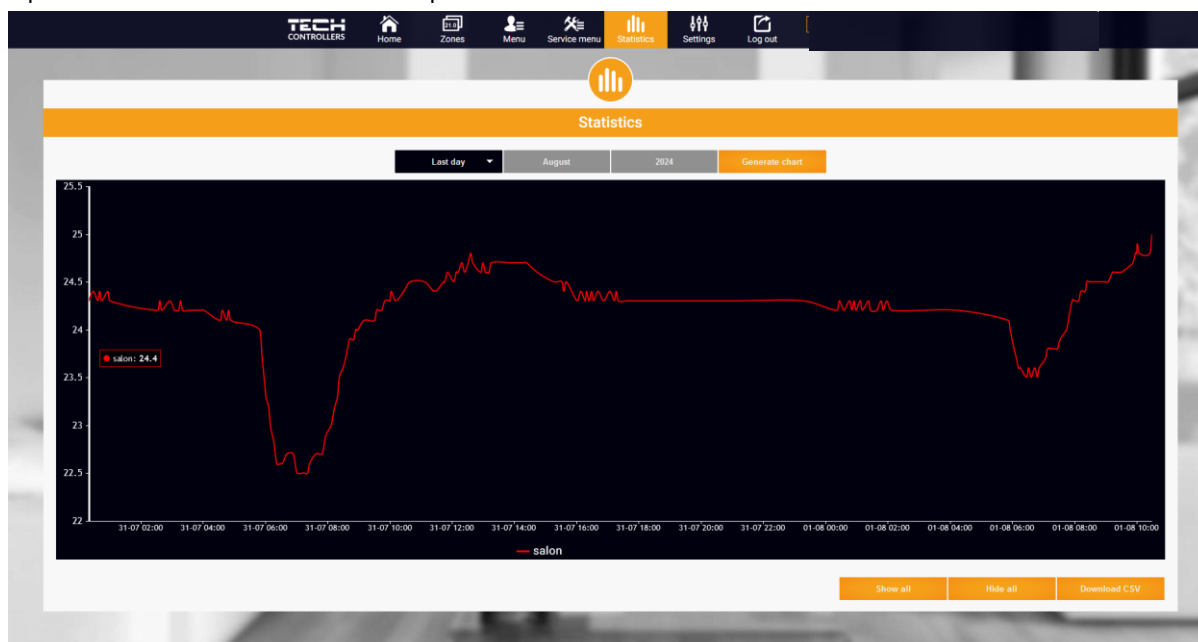 TECH
CONTROLLERS
Home
21.0
Zones
Menu
Service menu
Statistics
Settings
Log out
Statistics
Last day
August
2024
Generate chart
25.5
25
24.5
24
23.5
23
22.5
22
salon: 24.4
31-07 02:00 31-07 04:00 31-07 06:00 31-07 08:00 31-07 10:00 31-07 12:00 31-07 14:00 31-07 16:00 31-07 18:00 31-07 20:00 31-07 22:00 01-08 00:00 01-08 02:00 01-08 04:00 01-08 06:00 01-08 08:00 01-08 10:00
salon
Show all
Hide all
Download CSV